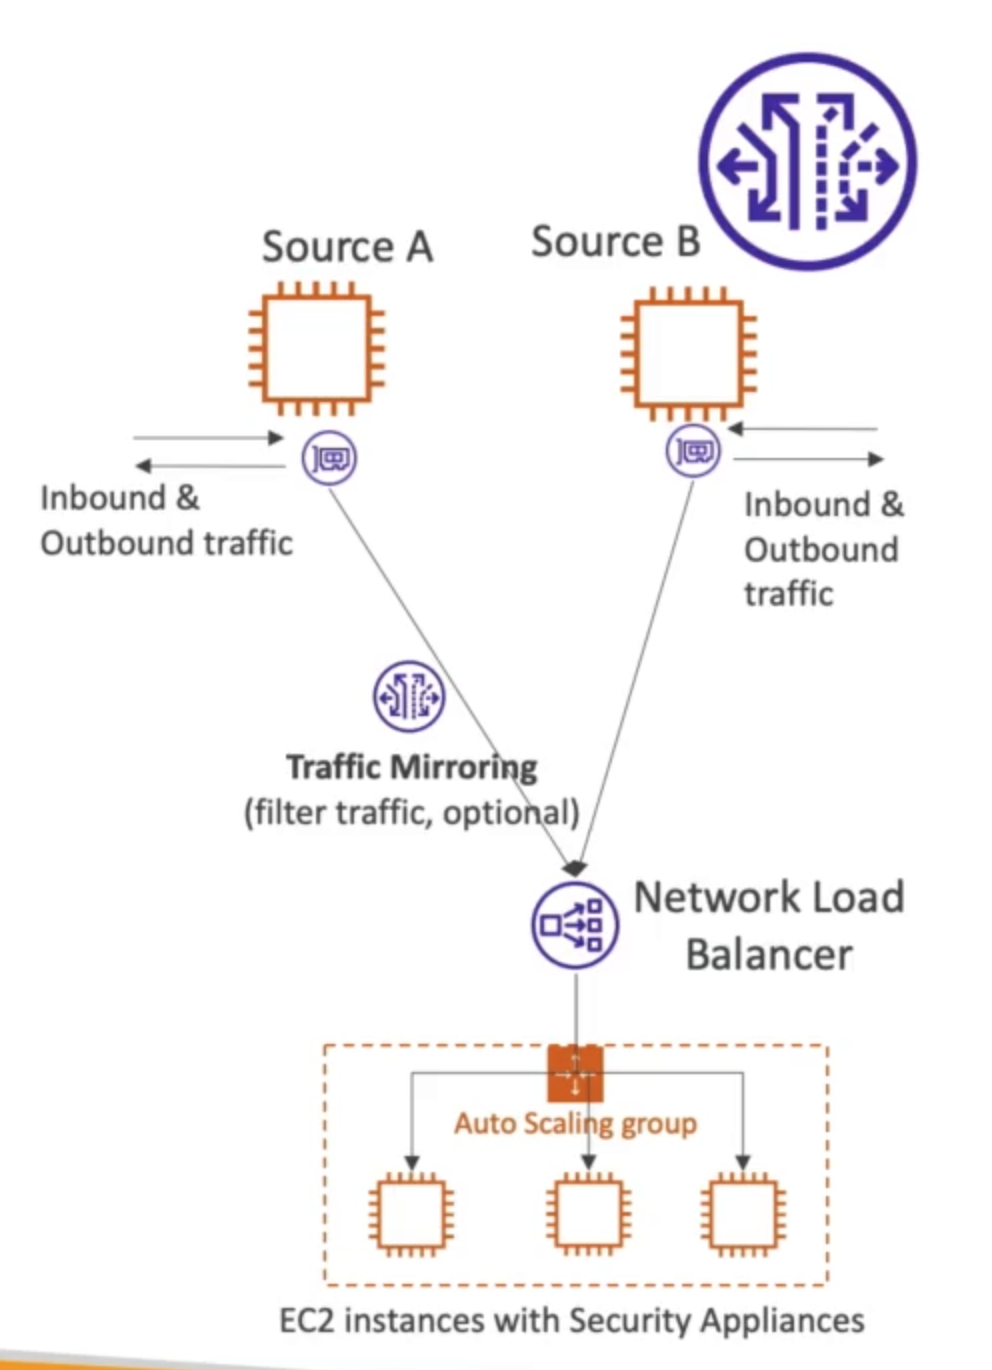 Source A
Source B
Inbound &
Outbound traffic
Inbound &
Outbound
traffic
Traffic Mirroring
(filter traffic, optional)
Network Load
Balancer
Auto Scaling group
EC2 instances with Security Appliances